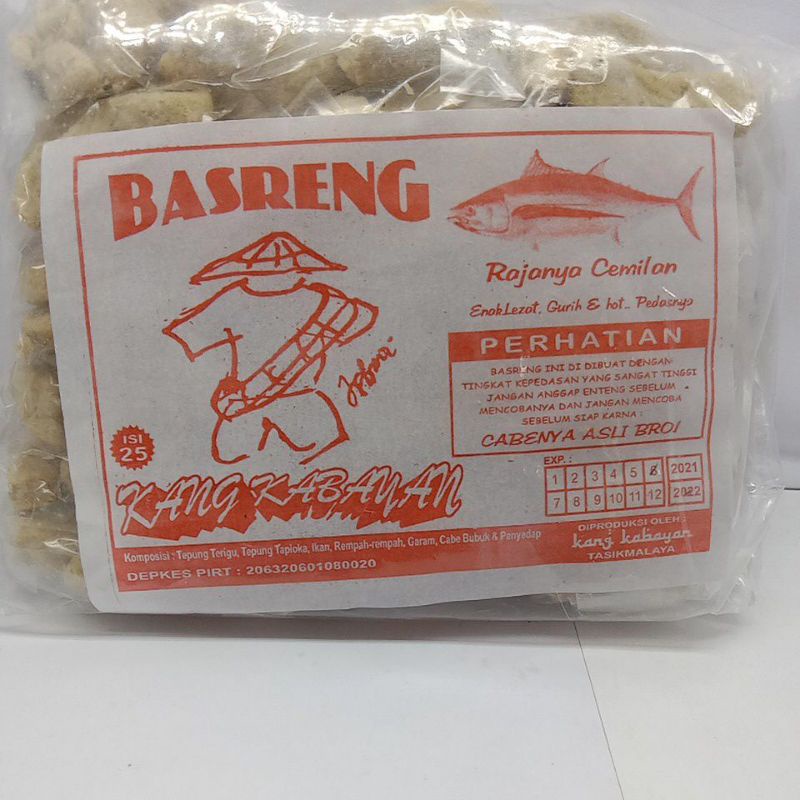 BASRENG
Rajanya Cemilan
Enak Lezat, Gurih & hot... Pedasnya
PERHATIAN
BASRENG INI DI DIBUAT DENGAN
TINGKAT KEPEDASAN YANG SANGAT TINGGI
JANGAN ANGGAP ENTENG SEBELUM
MENCOBANYA DAN JANGAN MENCOBA
SEBELUM SIAP KARNA :
CABENYA ASLI BRO!
ISI
25
KANG KABAYAN
EXP. :
1 2 3 4 5 6 2021
7 8 9 10 11 12 2022
Komposisi : Tepung Terigu, Tepung Tapioka, Ikan, Rempah-rempah, Garam, Cabe Bubuk & Penyedap
DEPKES PIRT : 206320601080020
DIPRODUKSI OLEH :
kang kabayan
TASIKMALAYA